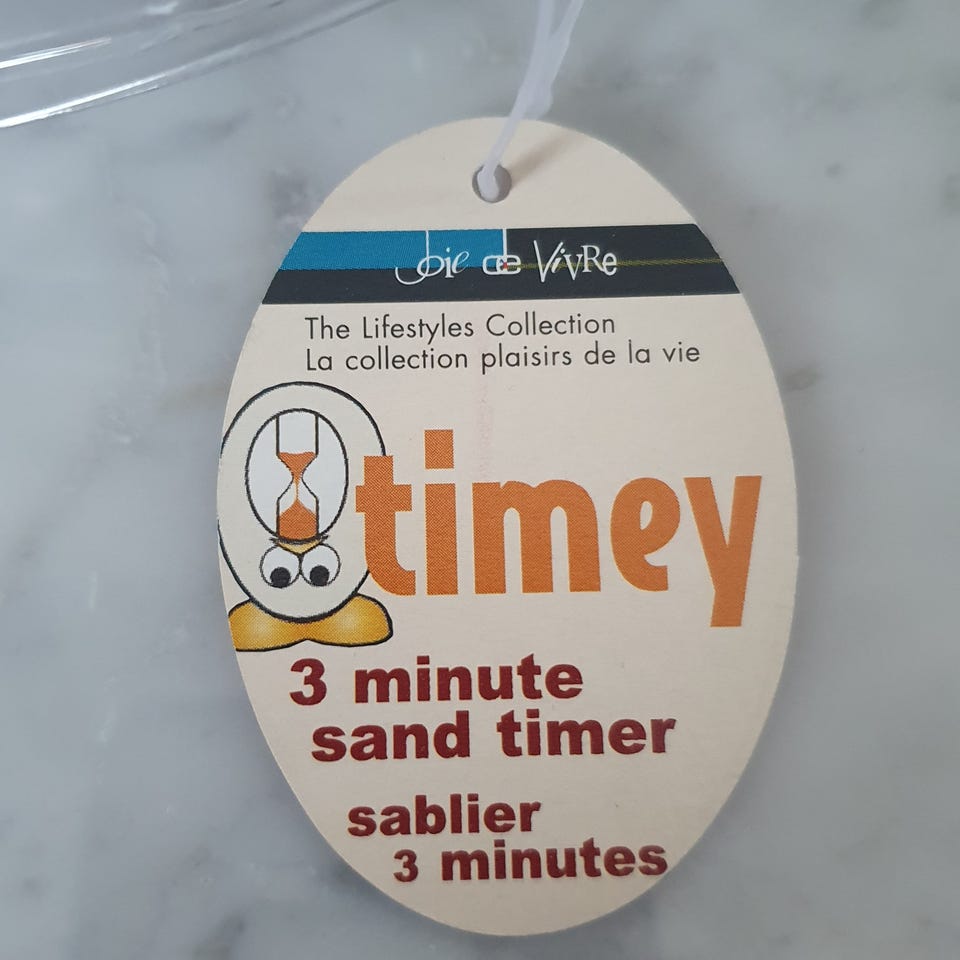 Joie de Vivre
The Lifestyles Collection
La collection plaisirs de la vie
timey
3 minute
sand timer
sablier
3 minutes